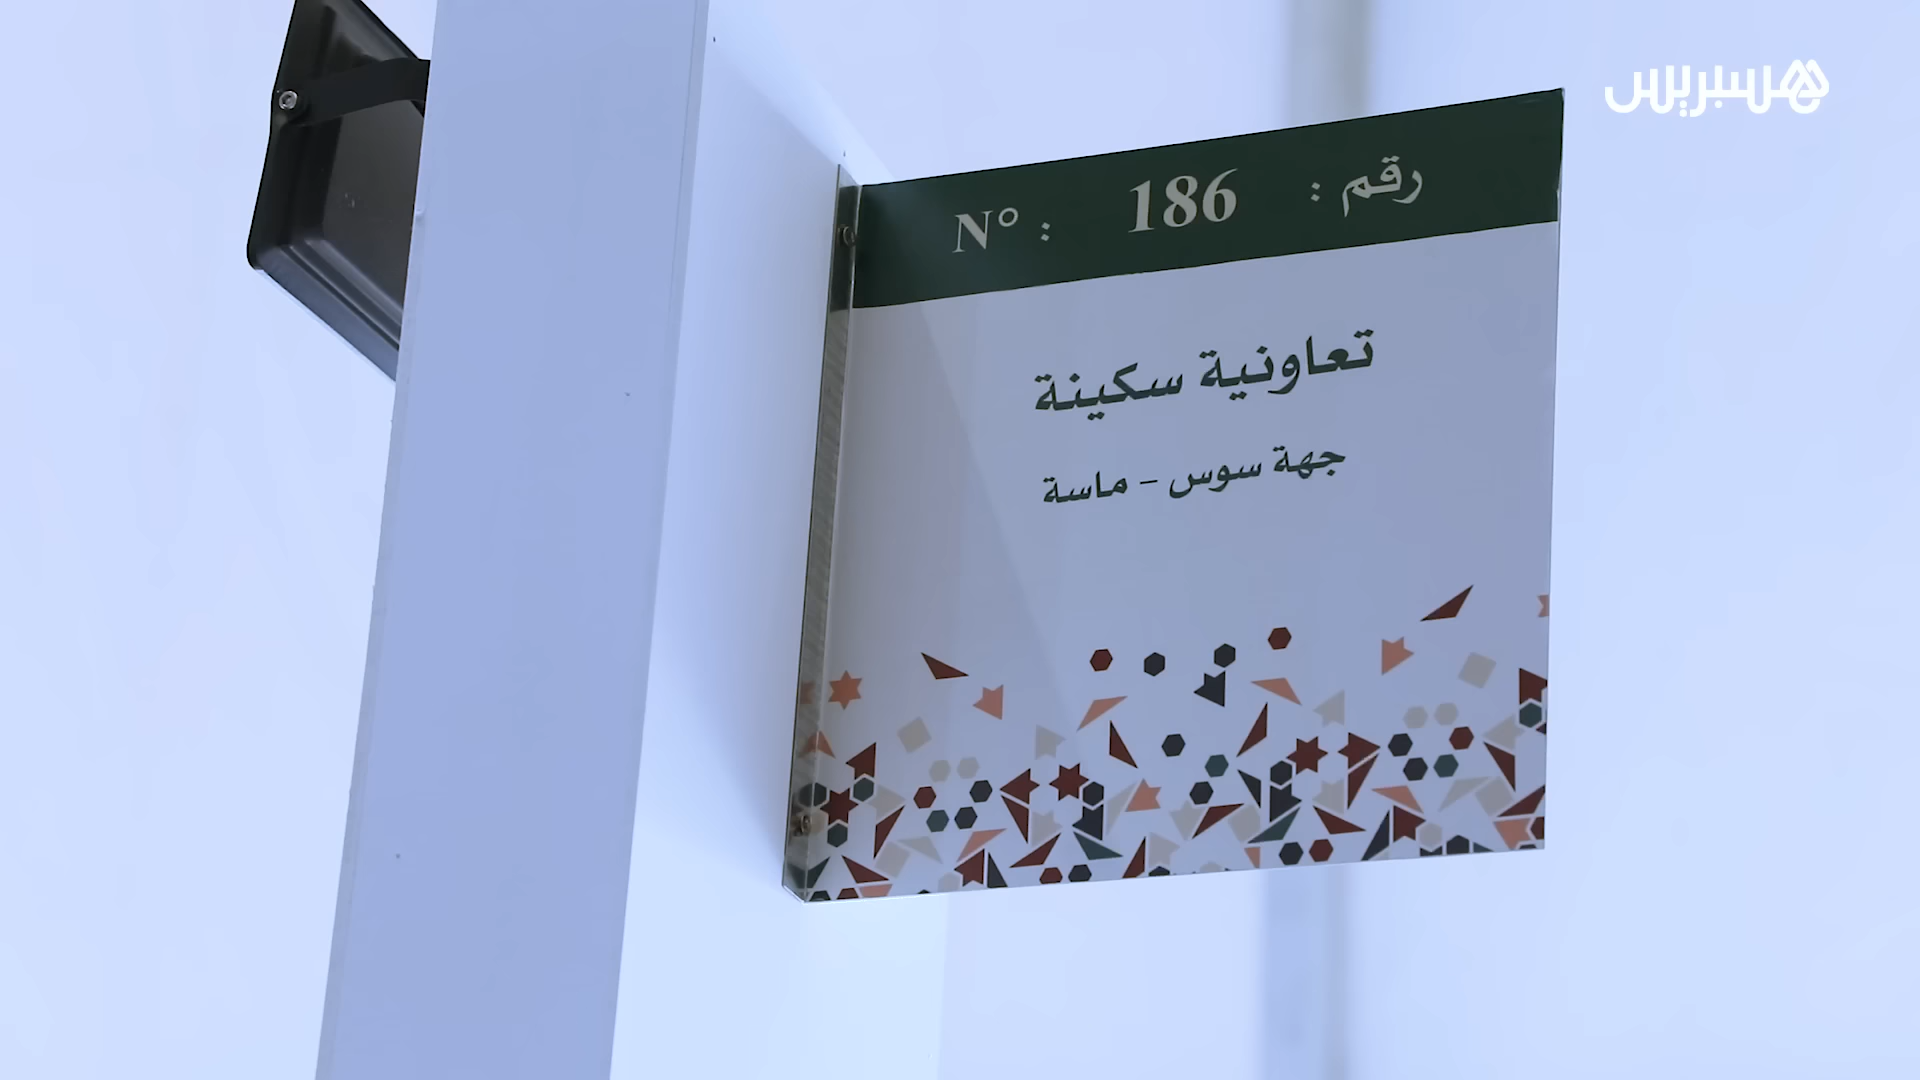 هسبريس
رقم : 186 N° :
تعاونية سكينة
جهة سوس - ماسة